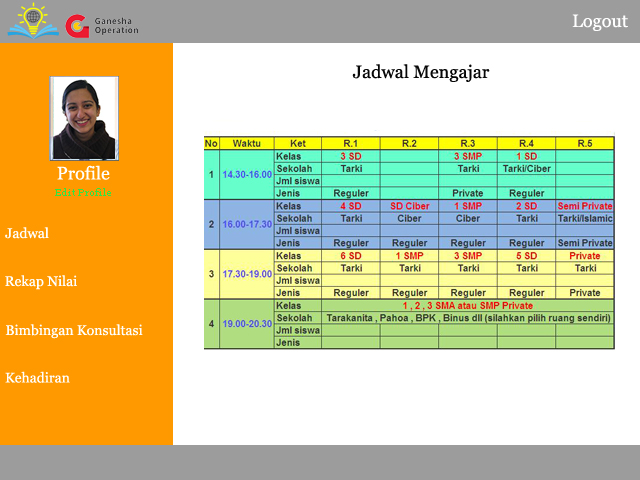 Ganesha
Operation
Logout
Profile
Edit Profile
Jadwal
Rekap Nilai
Bimbingan Konsultasi
Kehadiran
Jadwal Mengajar
No Waktu Ket R.1 R.2 R.3 R.4 R.5
1 14.30-16.00 Kelas 3 SD 3 SMP 1 SD
Sekolah Tarki Tarki Tarki/Ciber
Jml siswa
Jenis Reguler Private Reguler
2 16.00-17.30 Kelas 4 SD SD Ciber 1 SMP 2 SD Semi Private
Sekolah Tarki Ciber Ciber Tarki Tarki/Islamic
Jml siswa
Jenis Reguler Reguler Reguler Reguler Semi Private
3 17.30-19.00 Kelas 6 SD 1 SMP 3 SMP 5 SD Private
Sekolah Tarki Tarki Tarki Tarki Tarki
Jml siswa
Jenis Reguler Reguler Reguler Reguler Private
4 19.00-20.30 Kelas 1 , 2 , 3 SMA atau SMP Private
Sekolah Tarakanita , Pahoa , BPK , Binus dll (silahkan pilih ruang sendiri)
Jml siswa
Jenis